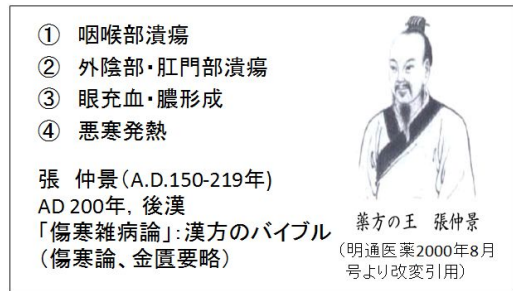 ① 咽喉部潰瘍
② 外陰部・肛門部潰瘍
③ 眼充血・膿形成
④ 悪寒発熱
張 仲景(A.D.150-219年)
AD 200年, 後漢
「傷寒雑病論」:漢方のバイブル
(傷寒論、金匱要略)
薬方の王 張仲景
(明通医薬2000年8月
号より改変引用)